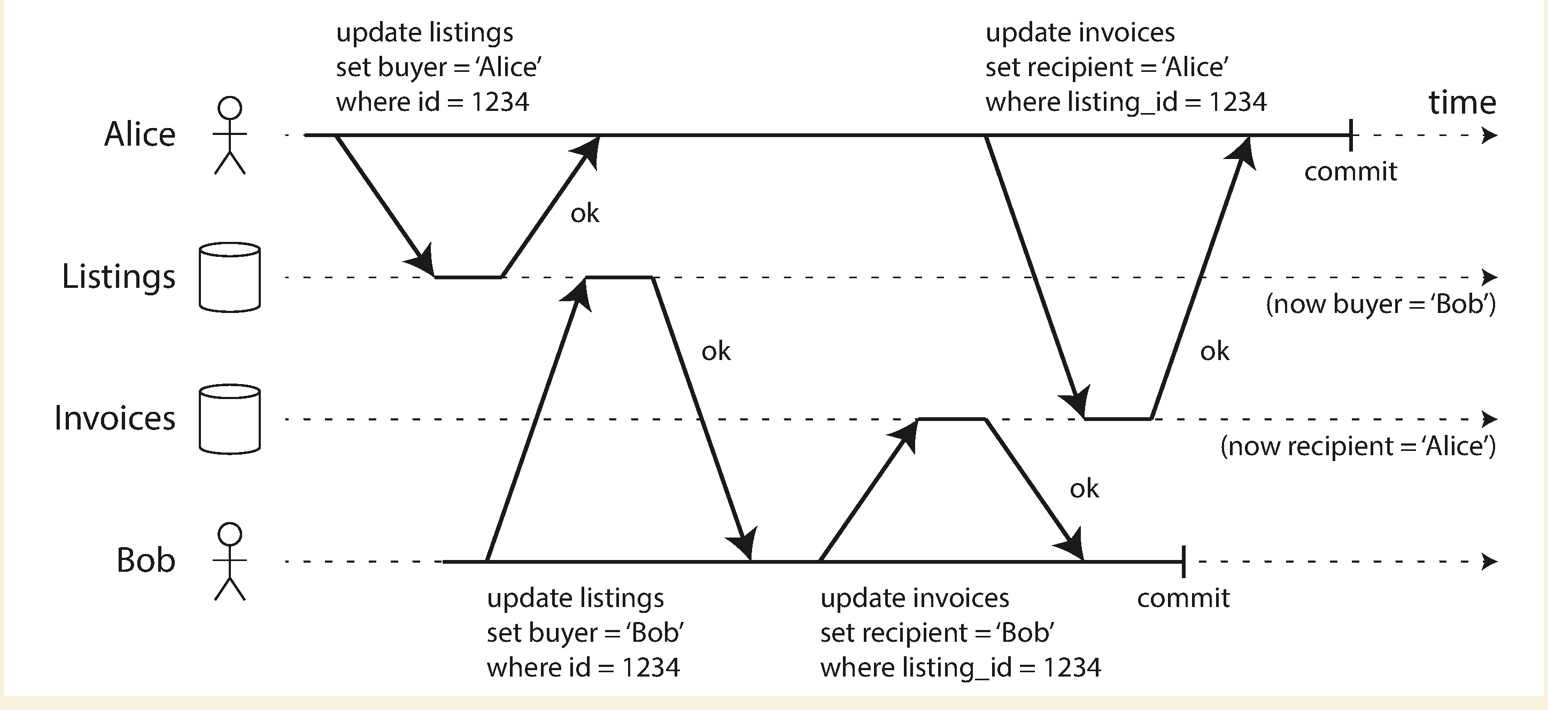 update listings
set buyer = ‘Alice’
where id = 1234
update invoices
set recipient = ‘Alice’
where listing_id = 1234
time
Alice
commit
ok
Listings
(now buyer = ‘Bob’)
ok
ok
Invoices
(now recipient = ‘Alice’)
ok
Bob
update listings
set buyer = ‘Bob’
where id = 1234
update invoices
set recipient = ‘Bob’
where listing_id = 1234
commit